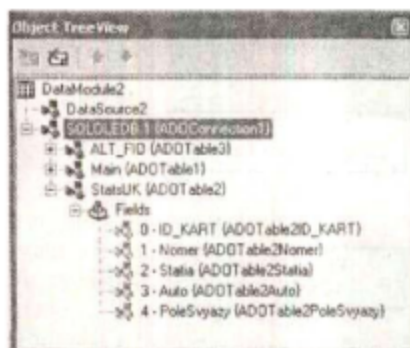 Object TreeView
DataModule2
DataSource2
SQLOLEDB.1 (ADOConnection1)
ALT_FIO (ADOTable3)
Main (ADOTable1)
StatsUK (ADOTable2)
Fields
0 - ID_KART (ADOTable2ID_KART)
1 - Nomer (ADOTable2Nomer)
2 - Statia (ADOTable2Statia)
3 - Auto (ADOTable2Auto)
4 - PoleSvyazy (ADOTable2PoleSvyazy)